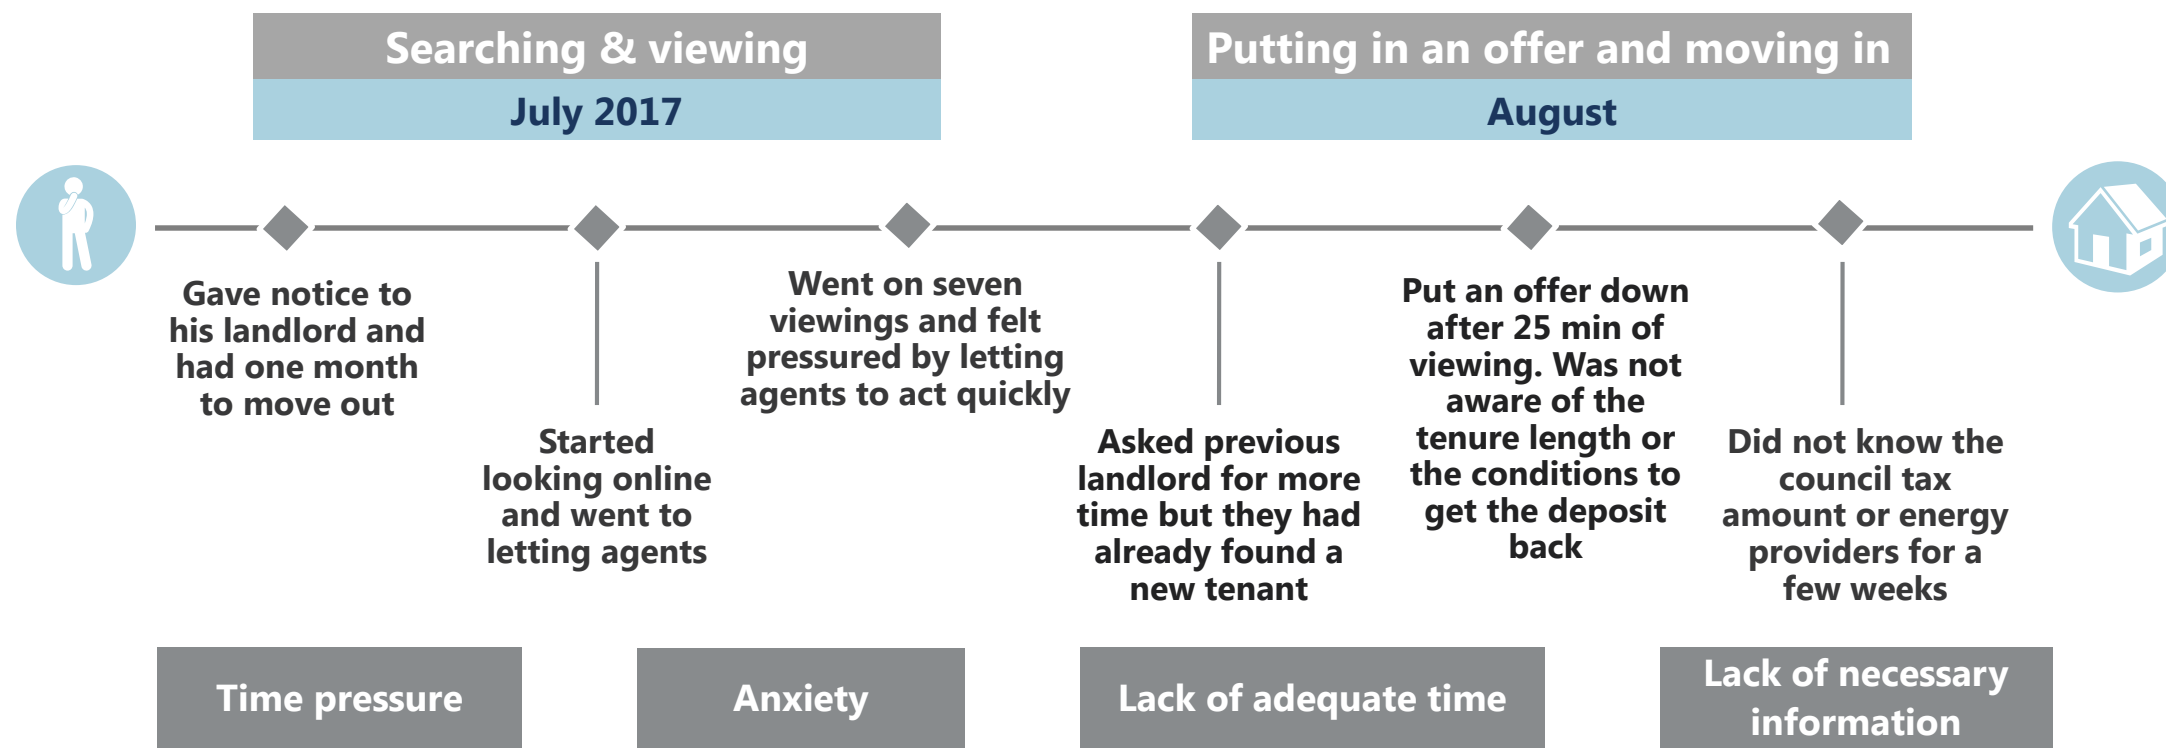 Searching & viewing
July 2017
Putting in an offer and moving in
August
Gave notice to
his landlord and
had one month
to move out
Started
looking online
and went to
letting agents
Went on seven
viewings and felt
pressured by letting
agents to act quickly
Asked previous
landlord for more
time but they had
already found a
new tenant
Put an offer down
after 25 min of
viewing. Was not
aware of the
tenure length or
the conditions to
get the deposit
back
Did not know the
council tax
amount or energy
providers for a
few weeks
Time pressure
Anxiety
Lack of adequate time
Lack of necessary
information